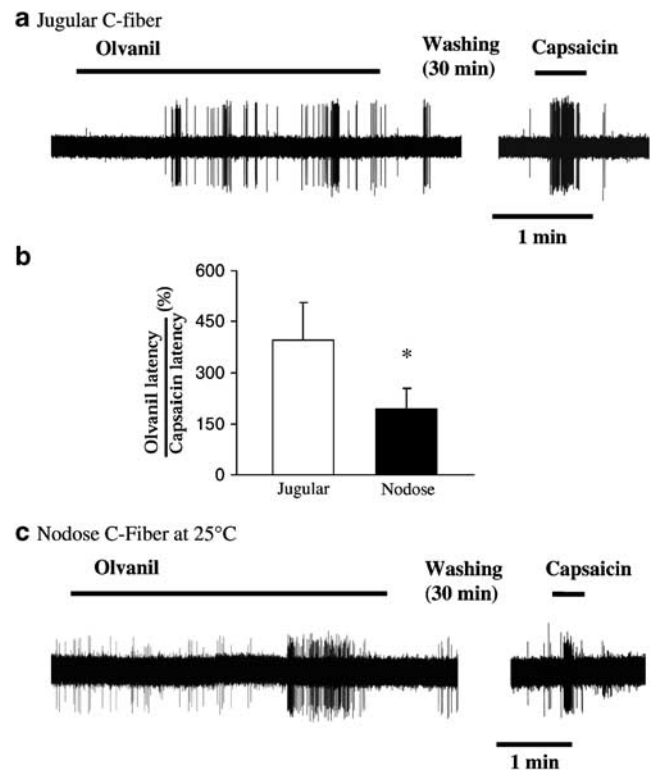 a Jugular C-fiber
Olvanil
Washing
(30 min)
Capsaicin
1 min
b
Olvanil latency
Capsaicin latency
(%)
600
450
300
150
0
*
Jugular
Nodose
c Nodose C-Fiber at 25°C
Olvanil
Washing
(30 min)
Capsaicin
1 min